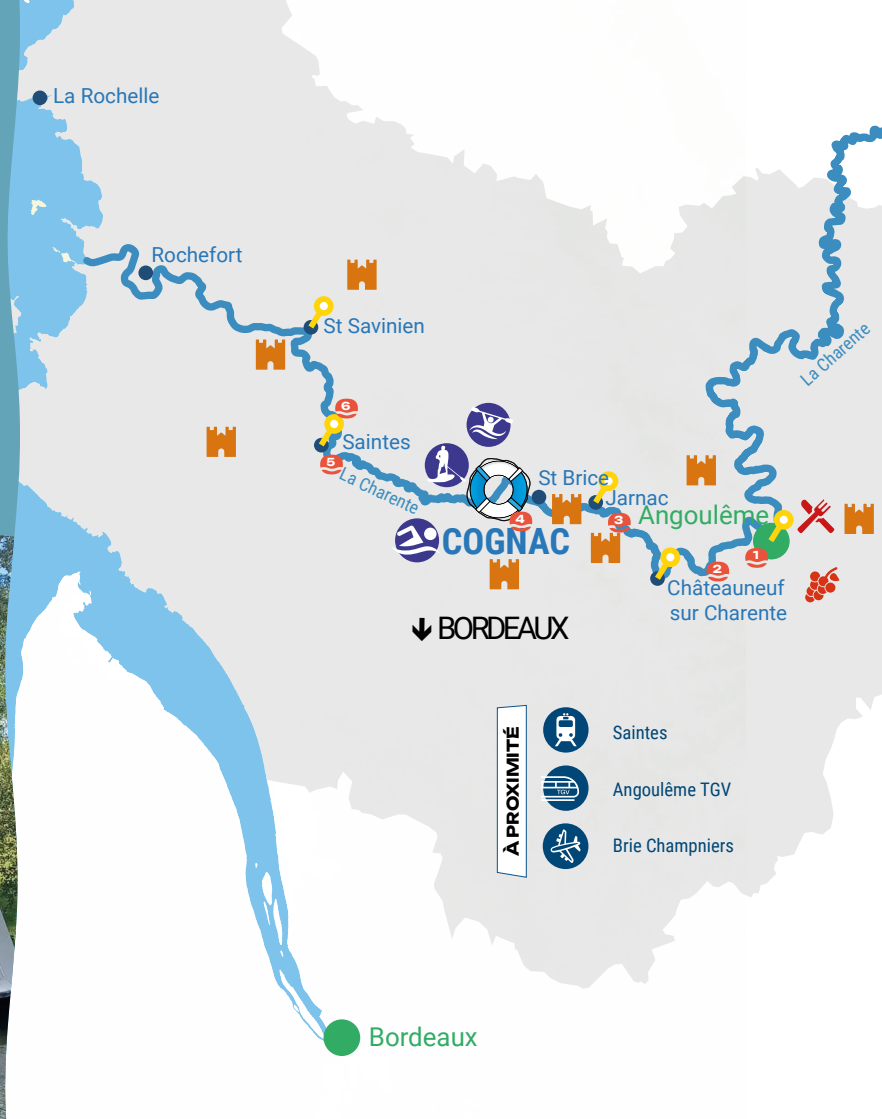 La Rochelle
Rochefort
St Savinien
La Charente
6
Saintes
5
La Charente
St Brice
Jarnac
4
3
Angoulême
COGNAC
1
2
Châteauneuf
sur Charente
BORDEAUX
À PROXIMITÉ
Saintes
TGV
Angoulême TGV
Brie Champniers
Bordeaux